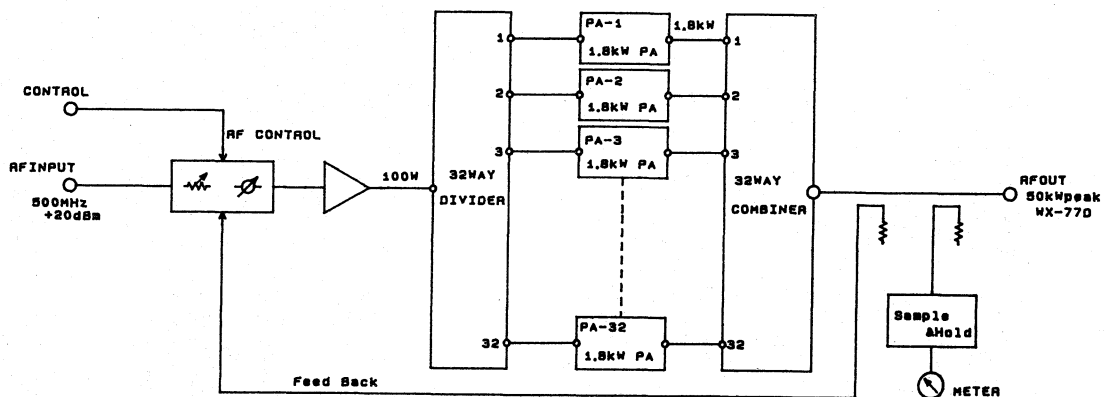 CONTROL
RF CONTROL
RFINPUT
500MHz
+20dBm
100W
32WAY
DIVIDER
1
2
3
32
PA-1
1.8kW PA
PA-2
1.8kW PA
PA-3
1.8kW PA
PA-32
1.8kW PA
1.8kW
1
2
3
32
32WAY
COMBINER
RFOUT
50kWpeak
WX-77D
Sample
&Hold
METER
Feed Back